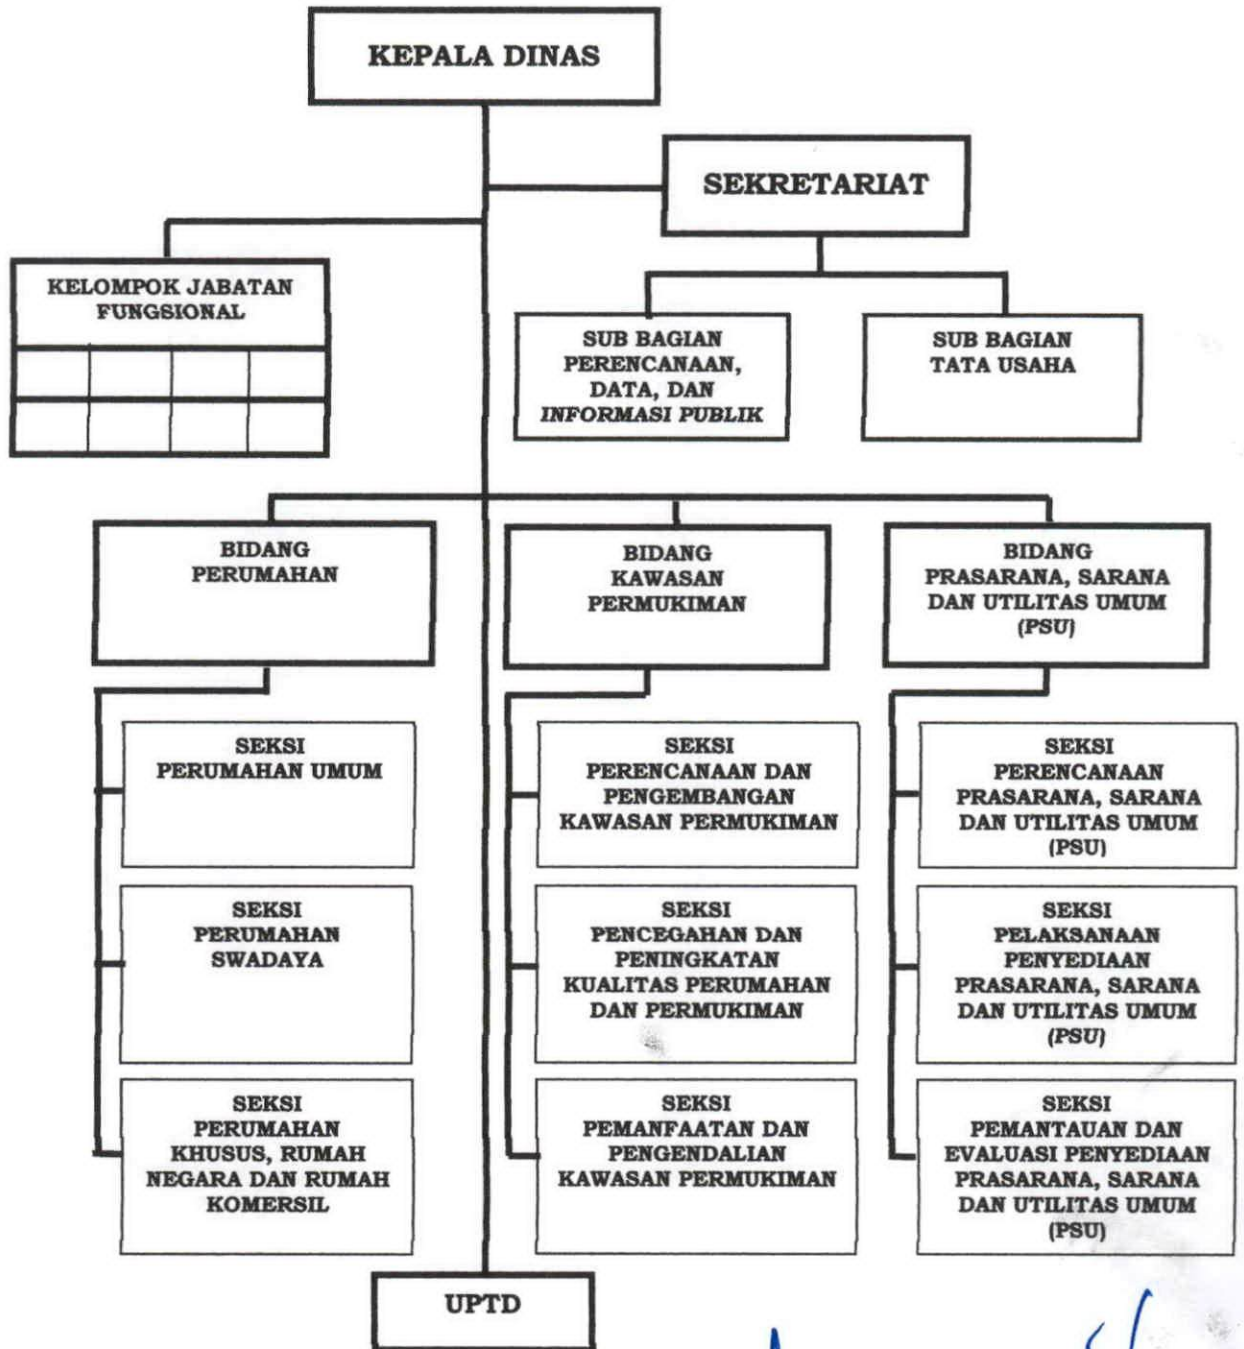 KEPALA DINAS
SEKRETARIAT
KELOMPOK JABATAN
FUNGSIONAL
SUB BAGIAN
PERENCANAAN,
DATA, DAN
INFORMASI PUBLIK
SUB BAGIAN
TATA USAHA
BIDANG
PERUMAHAN
BIDANG
KAWASAN
PERMUKIMAN
BIDANG
PRASARANA, SARANA
DAN UTILITAS UMUM
(PSU)
SEKSI
PERUMAHAN UMUM
SEKSI
PERUMAHAN
SWADAYA
SEKSI
PERUMAHAN
KHUSUS, RUMAH
NEGARA DAN RUMAH
KOMERSIL
SEKSI
PERENCANAAN DAN
PENGEMBANGAN
KAWASAN PERMUKIMAN
SEKSI
PENCEGAHAN DAN
PENINGKATAN
KUALITAS PERUMAHAN
DAN PERMUKIMAN
SEKSI
PEMANFAATAN DAN
PENGENDALIAN
KAWASAN PERMUKIMAN
SEKSI
PERENCANAAN
PRASARANA, SARANA
DAN UTILITAS UMUM
(PSU)
SEKSI
PELAKSANAAN
PENYEDIAAN
PRASARANA, SARANA
DAN UTILITAS UMUM
(PSU)
SEKSI
PEMANTAUAN DAN
EVALUASI PENYEDIAAN
PRASARANA, SARANA
DAN UTILITAS UMUM
(PSU)
UPTD